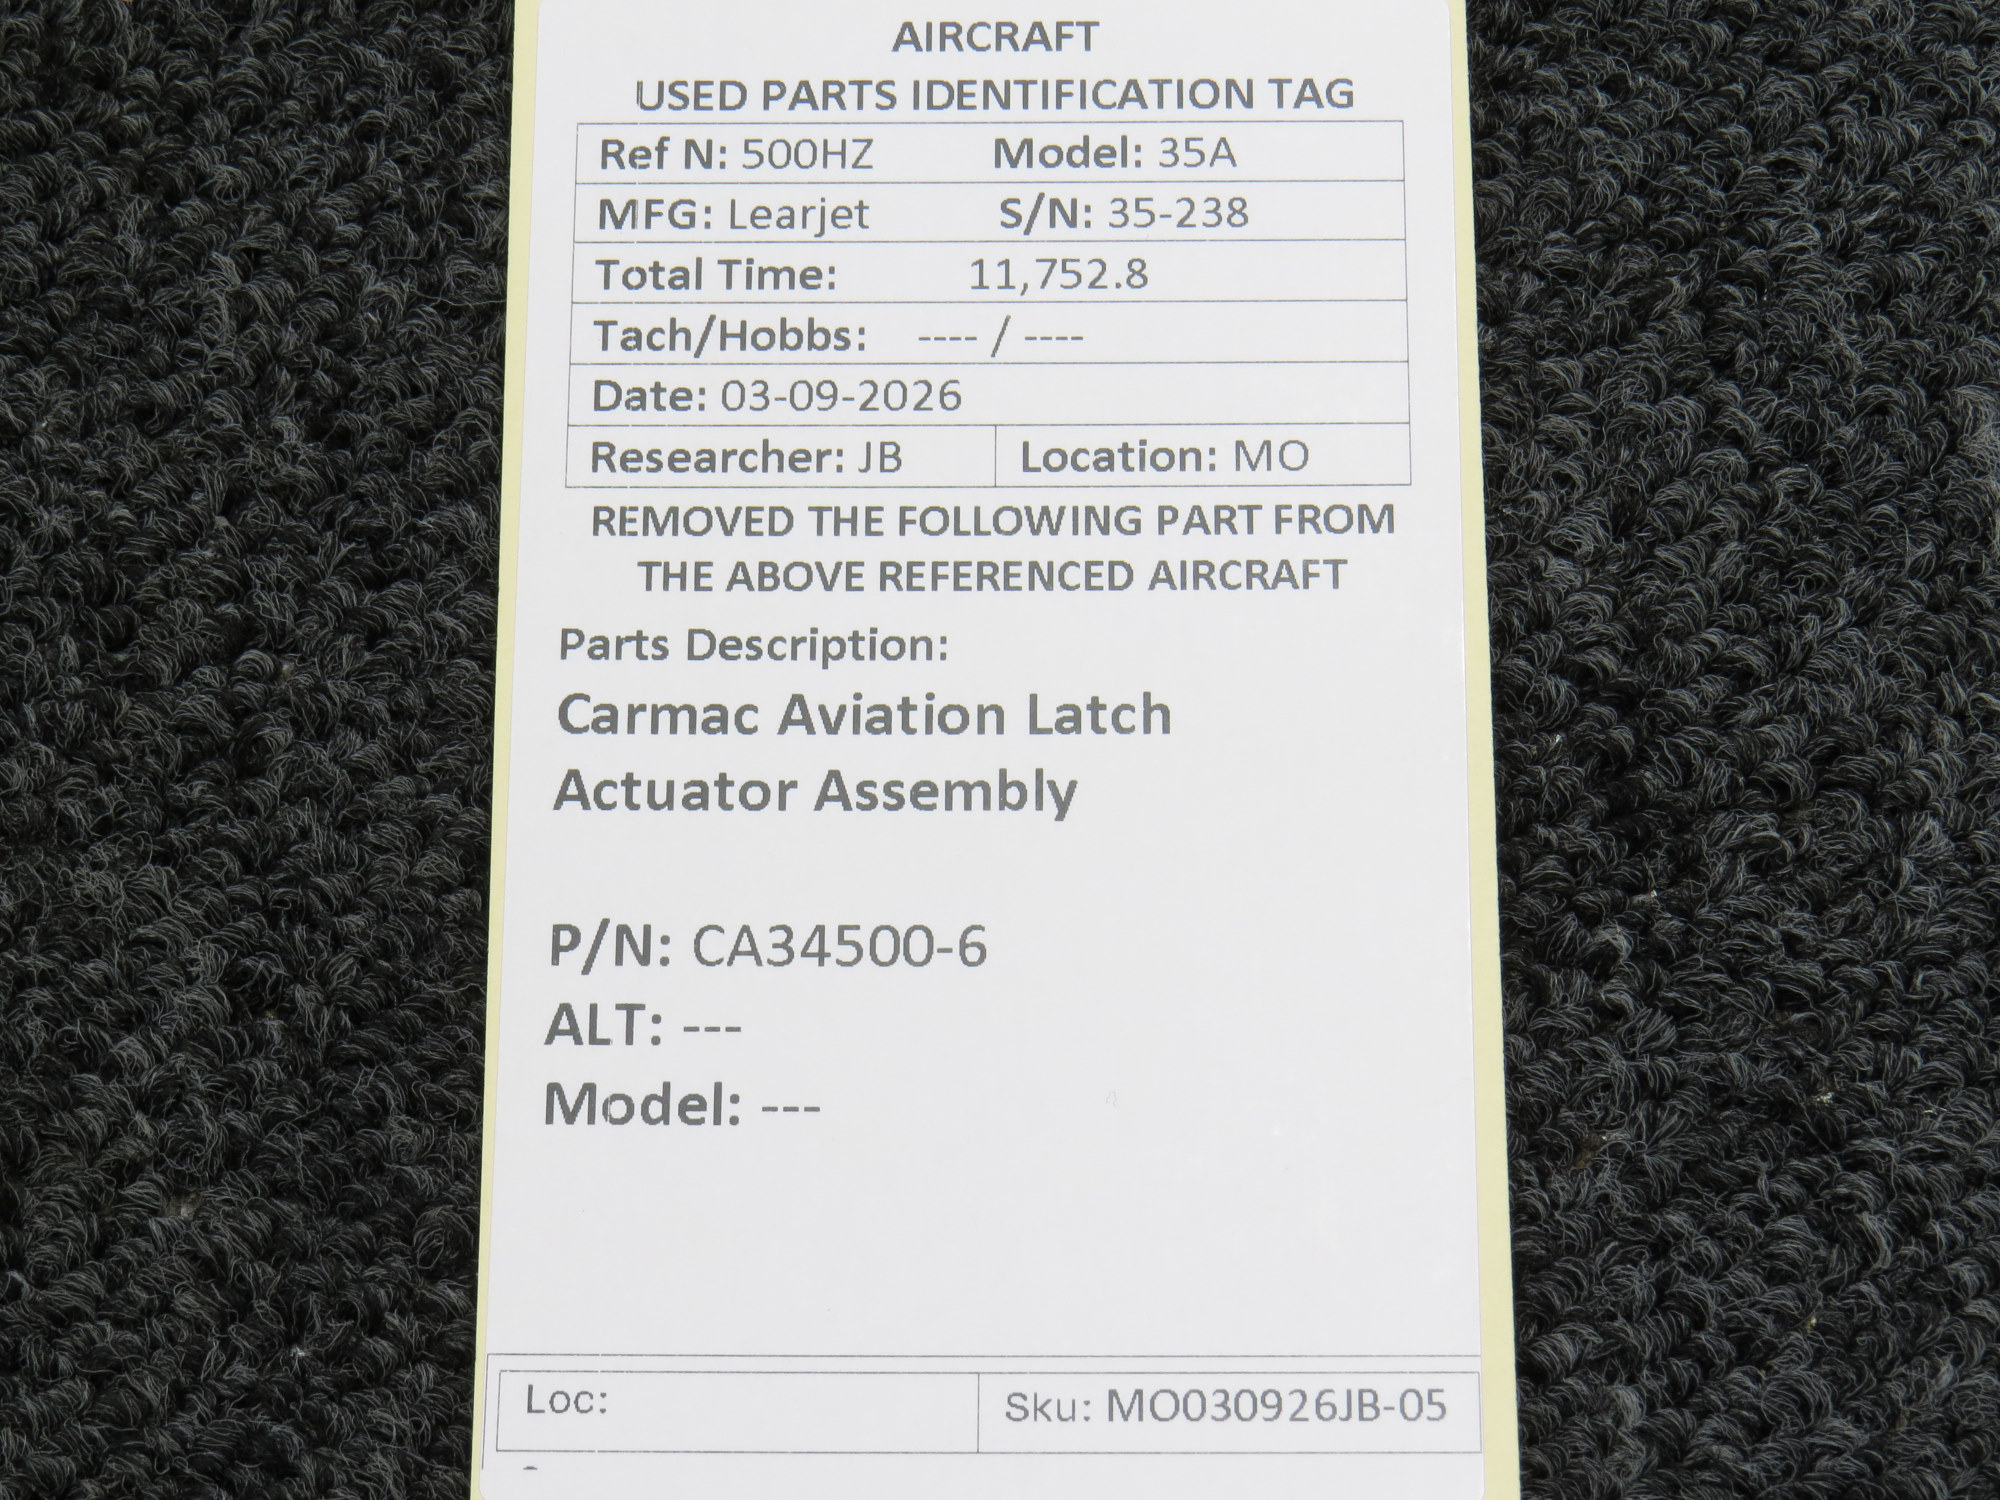 AIRCRAFT
USED PARTS IDENTIFICATION TAG
Ref N: 500HZ Model: 35A
MFG: Learjet S/N: 35-238
Total Time: 11,752.8
Tach/Hobbs: ---- / ----
Date: 03-09-2026
Researcher: JB Location: MO
REMOVED THE FOLLOWING PART FROM
THE ABOVE REFERENCED AIRCRAFT
Parts Description:
Carmac Aviation Latch
Actuator Assembly
P/N: CA34500-6
ALT: ---
Model: ---
Loc: Sku: MO030926JB-05